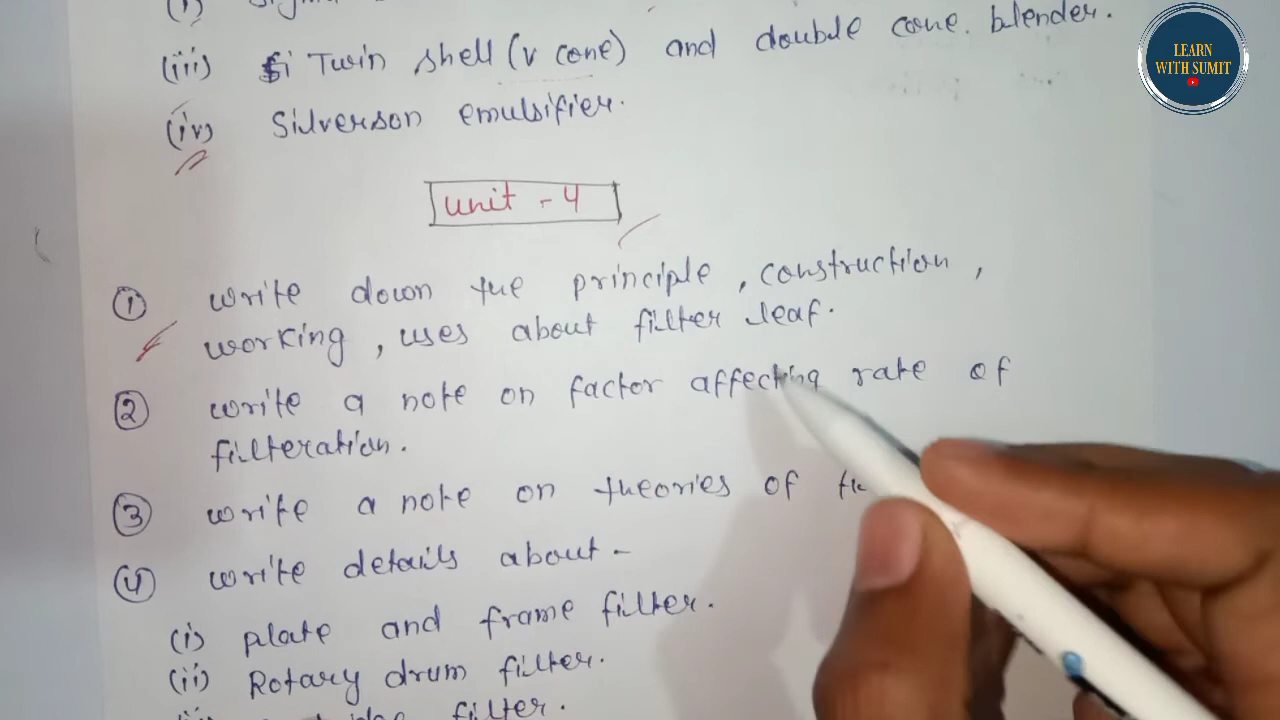 (i)
(iii) Si Twin shell (v cone) and double cone. blender.
(iv) Silverson emulsifier.
unit - 4
① write down the principle, construction,
working, uses about filter leaf.
② write a note on factor affecting rate of
filteration.
③ write a note on theories of
④ write details about -
(i) plate and frame filter.
(ii) Rotary drum filter.
filter.
LEARN
WITH SUMIT